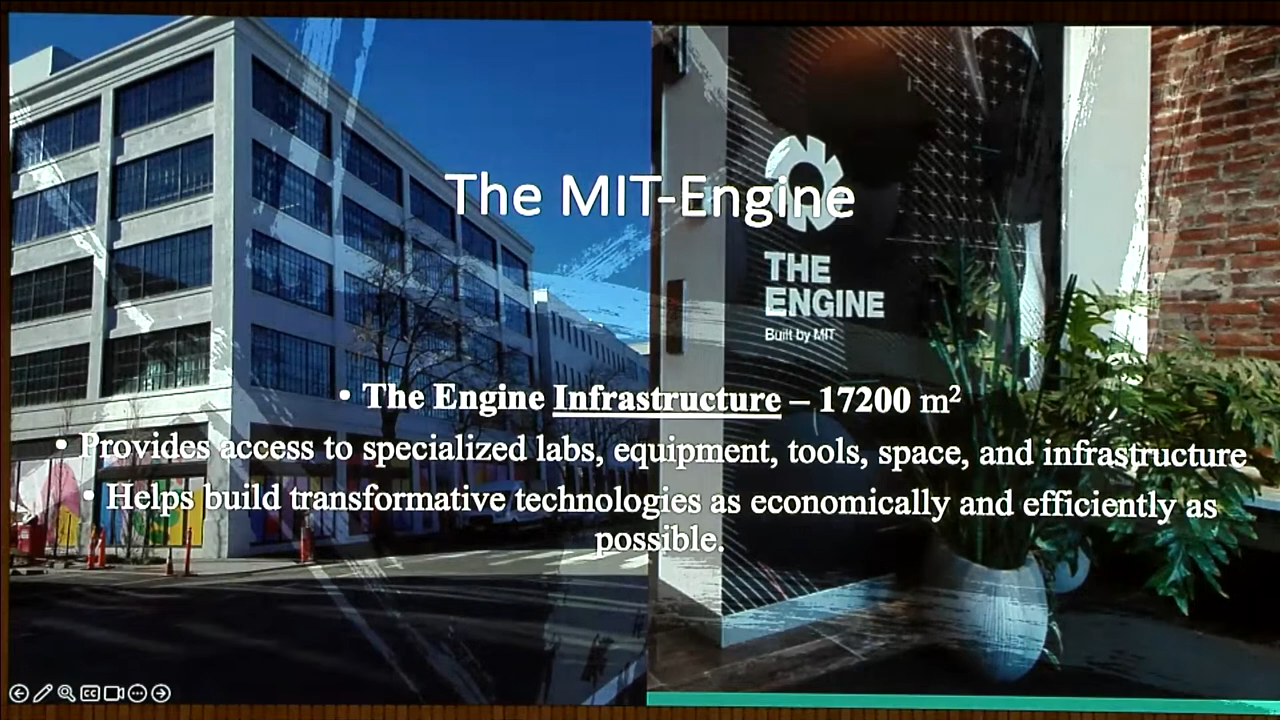 The MIT-Engine
THE
ENGINE
Built by MIT
• The Engine Infrastructure – 17200 m²
• Provides access to specialized labs, equipment, tools, space, and infrastructure
• Helps build transformative technologies as economically and efficiently as
possible.
CC